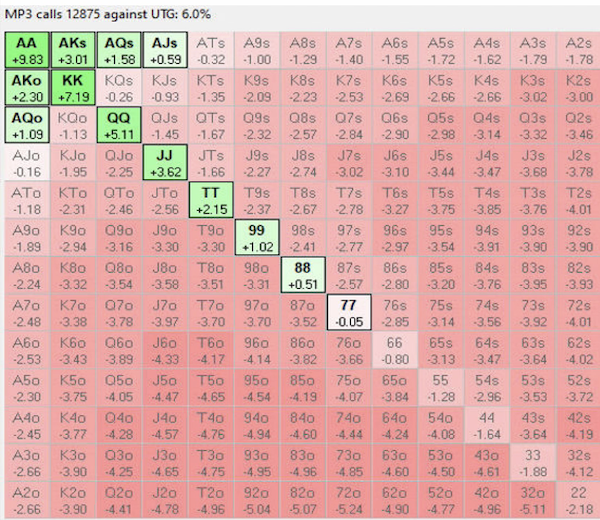 MP3 calls 12875 against UTG: 6.0%
AA AKs AQs AJs ATs A9s A8s A7s A6s A5s A4s A3s A2s
+9.83 +3.01 +1.58 +0.59 -0.32 -1.00 -1.29 -1.40 -1.55 -1.72 -1.62 -1.79 -1.78
AKo KK KQs KJs KTs K9s K8s K7s K6s K5s K4s K3s K2s
+2.30 +7.19 -0.26 -0.93 -1.35 -2.09 -2.23 -2.53 -2.69 -2.66 -2.66 -3.02 -3.00
AQo KQo QQ QJs QTs Q9s Q8s Q7s Q6s Q5s Q4s Q3s Q2s
+1.09 -1.13 +5.11 -1.45 -1.67 -2.32 -2.57 -2.84 -2.90 -2.98 -3.14 -3.32 -3.46
AJo KJo QJo JJ JTs J9s J8s J7s J6s J5s J4s J3s J2s
-0.16 -1.95 -2.25 +3.62 -1.66 -2.27 -2.74 -3.02 -3.10 -3.44 -3.47 -3.68 -3.78
ATo KTo QTo JTo TT T9s T8s T7s T6s T5s T4s T3s T2s
-1.18 -2.31 -2.46 -2.56 +2.15 -2.37 -2.67 -2.78 -3.27 -3.75 -3.85 -3.76 -4.01
A9o K9o Q9o J9o T9o 99 98s 97s 96s 95s 94s 93s 92s
-1.89 -2.94 -3.16 -3.30 -3.30 +1.02 -2.41 -2.77 -2.97 -3.54 -3.91 -3.90 -3.90
A8o K8o Q8o J8o T8o 98o 88 87s 86s 85s 84s 83s 82s
-2.24 -3.32 -3.54 -3.58 -3.51 -3.31 +0.51 -2.57 -2.80 -3.20 -3.76 -3.95 -3.93
A7o K7o Q7o J7o T7o 97o 87o 77 76s 75s 74s 73s 72s
-2.48 -3.38 -3.78 -3.97 -3.70 -3.70 -3.52 -0.05 -2.85 -3.14 -3.56 -3.92 -4.01
A6o K6o Q6o J6o T6o 96o 86o 76o 66 65s 64s 63s 62s
-2.53 -3.43 -3.89 -4.33 -4.17 -4.14 -3.82 -3.66 -0.80 -3.13 -3.47 -3.64 -4.02
A5o K5o Q5o J5o T5o 95o 85o 75o 65o 55 54s 53s 52s
-2.30 -3.75 -4.05 -4.47 -4.65 -4.54 -4.19 -4.07 -3.84 -1.28 -2.96 -3.53 -3.72
A4o K4o Q4o J4o T4o 94o 84o 74o 64o 54o 44 43s 42s
-2.45 -3.77 -4.28 -4.57 -4.76 -4.94 -4.60 -4.44 -4.24 -4.08 -1.64 -3.64 -4.19
A3o K3o Q3o J3o T3o 93o 83o 73o 63o 53o 43o 33 32s
-2.66 -3.90 -4.25 -4.65 -4.75 -4.95 -4.96 -4.85 -4.60 -4.50 -4.61 -1.88 -4.12
A2o K2o Q2o J2o T2o 92o 82o 72o 62o 52o 42o 32o 22
-2.66 -3.90 -4.41 -4.78 -4.96 -5.04 -5.07 -5.24 -4.90 -4.77 -4.96 -5.11 -2.18